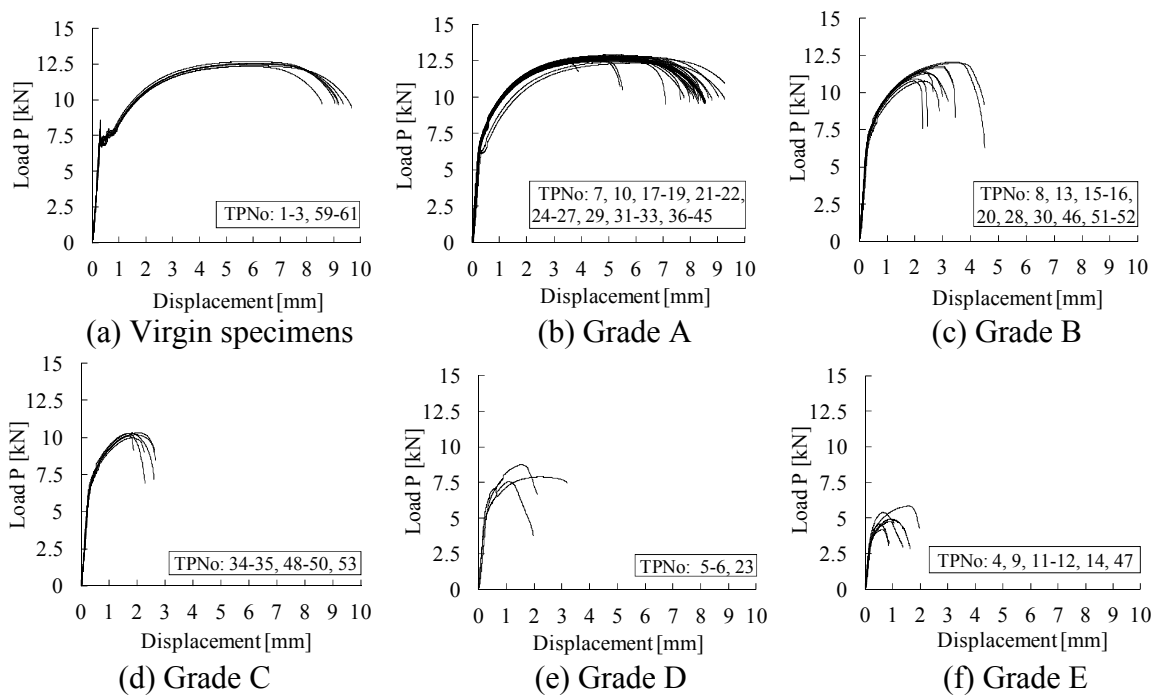 15
12.5
10
7.5
5
2.5
0
Load P [kN]
0 1 2 3 4 5 6 7 8 9 10
Displacement [mm]
TPNo: 1-3, 59-61
(a) Virgin specimens
15
12.5
10
7.5
5
2.5
0
Load P [kN]
0 1 2 3 4 5 6 7 8 9 10
Displacement [mm]
TPNo: 7, 10, 17-19, 21-22,
24-27, 29, 31-33, 36-45
(b) Grade A
15
12.5
10
7.5
5
2.5
0
Load P [kN]
0 1 2 3 4 5 6 7 8 9 10
Displacement [mm]
TPNo: 8, 13, 15-16,
20, 28, 30, 46, 51-52
(c) Grade B
15
12.5
10
7.5
5
2.5
0
Load P [kN]
0 1 2 3 4 5 6 7 8 9 10
Displacement [mm]
TPNo: 34-35, 48-50, 53
(d) Grade C
15
12.5
10
7.5
5
2.5
0
Load P [kN]
0 1 2 3 4 5 6 7 8 9 10
Displacement [mm]
TPNo: 5-6, 23
(e) Grade D
15
12.5
10
7.5
5
2.5
0
Load P [kN]
0 1 2 3 4 5 6 7 8 9 10
Displacement [mm]
TPNo: 4, 9, 11-12, 14, 47
(f) Grade E